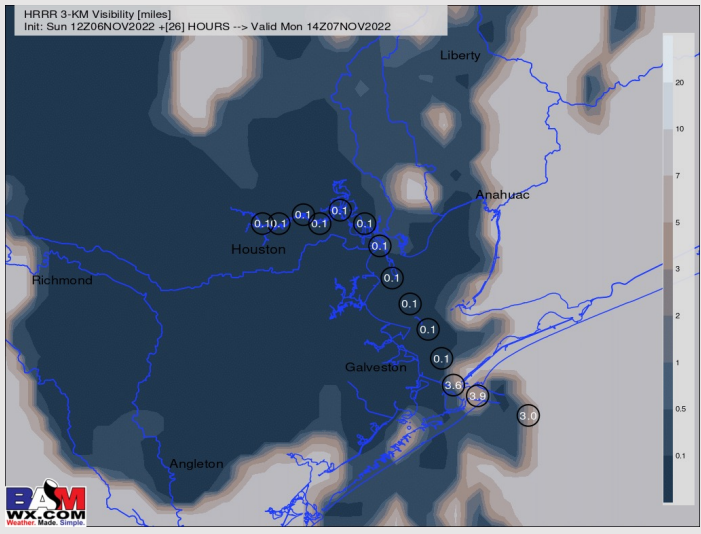 HRRR 3-KM Visibility [miles]
Init: Sun 12Z06NOV2022 +[26] HOURS --> Valid Mon 14Z07NOV2022
Liberty
20
10
7
Anahuac
0.1
0.1
0.1
0.1
0.1
0.1
5
Houston
0.1
3
Richmond
0.1
0.1
2
0.1
1
0.1
Galveston
3.6
3.9
0.5
3.0
0.1
Angleton
BAM
WX.COM
Weather. Made. Simple.